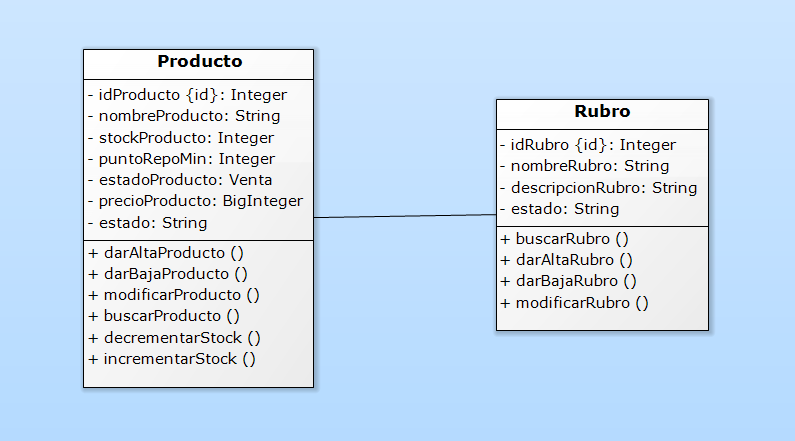 Producto
- idProducto {id}: Integer
- nombreProducto: String
- stockProducto: Integer
- puntoRepoMin: Integer
- estadoProducto: Venta
- precioProducto: BigInteger
- estado: String
+ darAltaProducto ()
+ darBajaProducto ()
+ modificarProducto ()
+ buscarProducto ()
+ decrementarStock ()
+ incrementarStock ()
Rubro
- idRubro {id}: Integer
- nombreRubro: String
- descripcionRubro: String
- estado: String
+ buscarRubro ()
+ darAltaRubro ()
+ darBajaRubro ()
+ modificarRubro ()